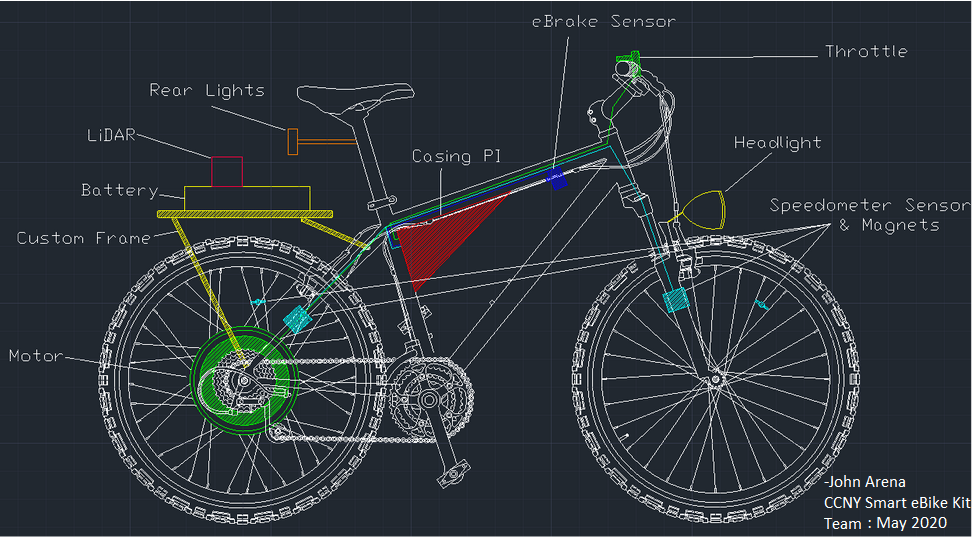 eBrake Sensor
Throttle
Rear Lights
LiDAR
Casing PI
Headlight
Battery
Speedometer Sensor
& Magnets
Custom Frame
Motor
-John Arena
CCNY Smart eBike Kit
Team : May 2020